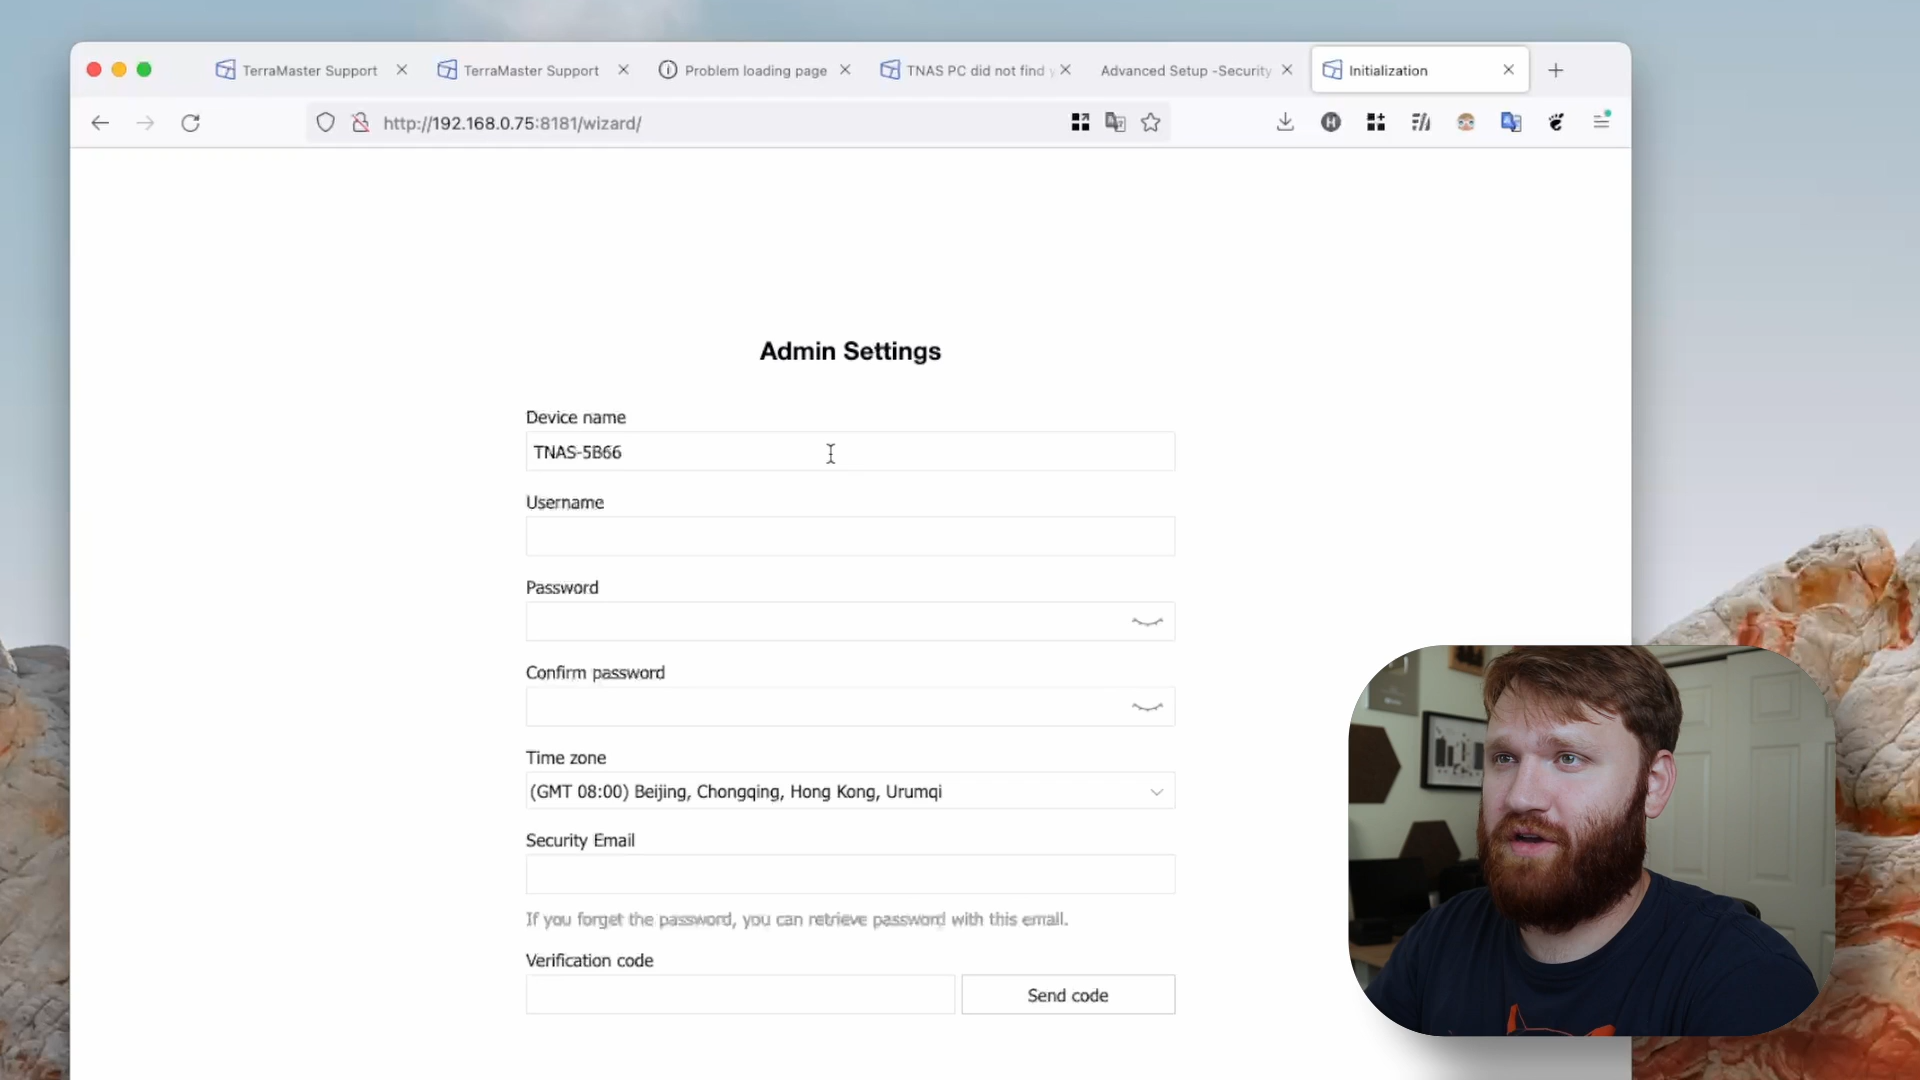 TerraMaster Support
TerraMaster Support
Problem loading page
TNAS PC did not find
Advanced Setup -Security
Initialization
http://192.168.0.75:8181/wizard/
Admin Settings
Device name
TNAS-5B66
Username
Password
Confirm password
Time zone
(GMT 08:00) Beijing, Chongqing, Hong Kong, Urumqi
Security Email
If you forget the password, you can retrieve password with this email.
Verification code
Send code